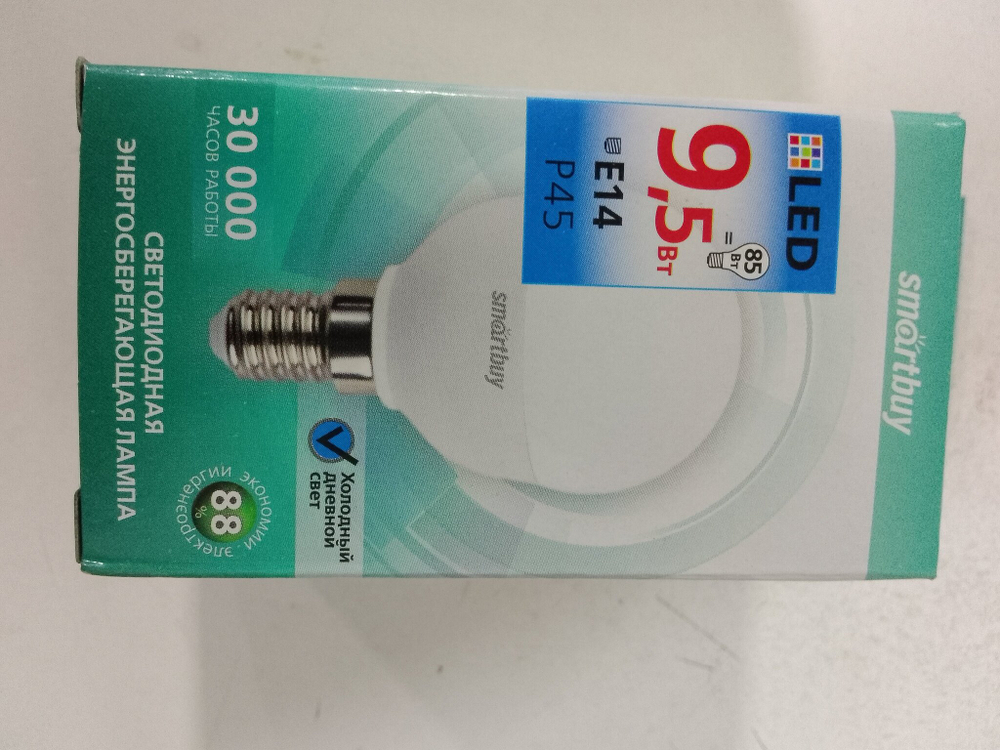 smartbuy
LED
9,5Вт
=
85
Вт
E14
P45
smartbuy
Холодный
дневной
свет
30 000
ЧАСОВ РАБОТЫ
88
%
ЭКОНОМИИ · ЭЛЕКТРОЭНЕРГИИ
СВЕТОДИОДНАЯ
ЭНЕРГОСБЕРЕГАЮЩАЯ ЛАМПА